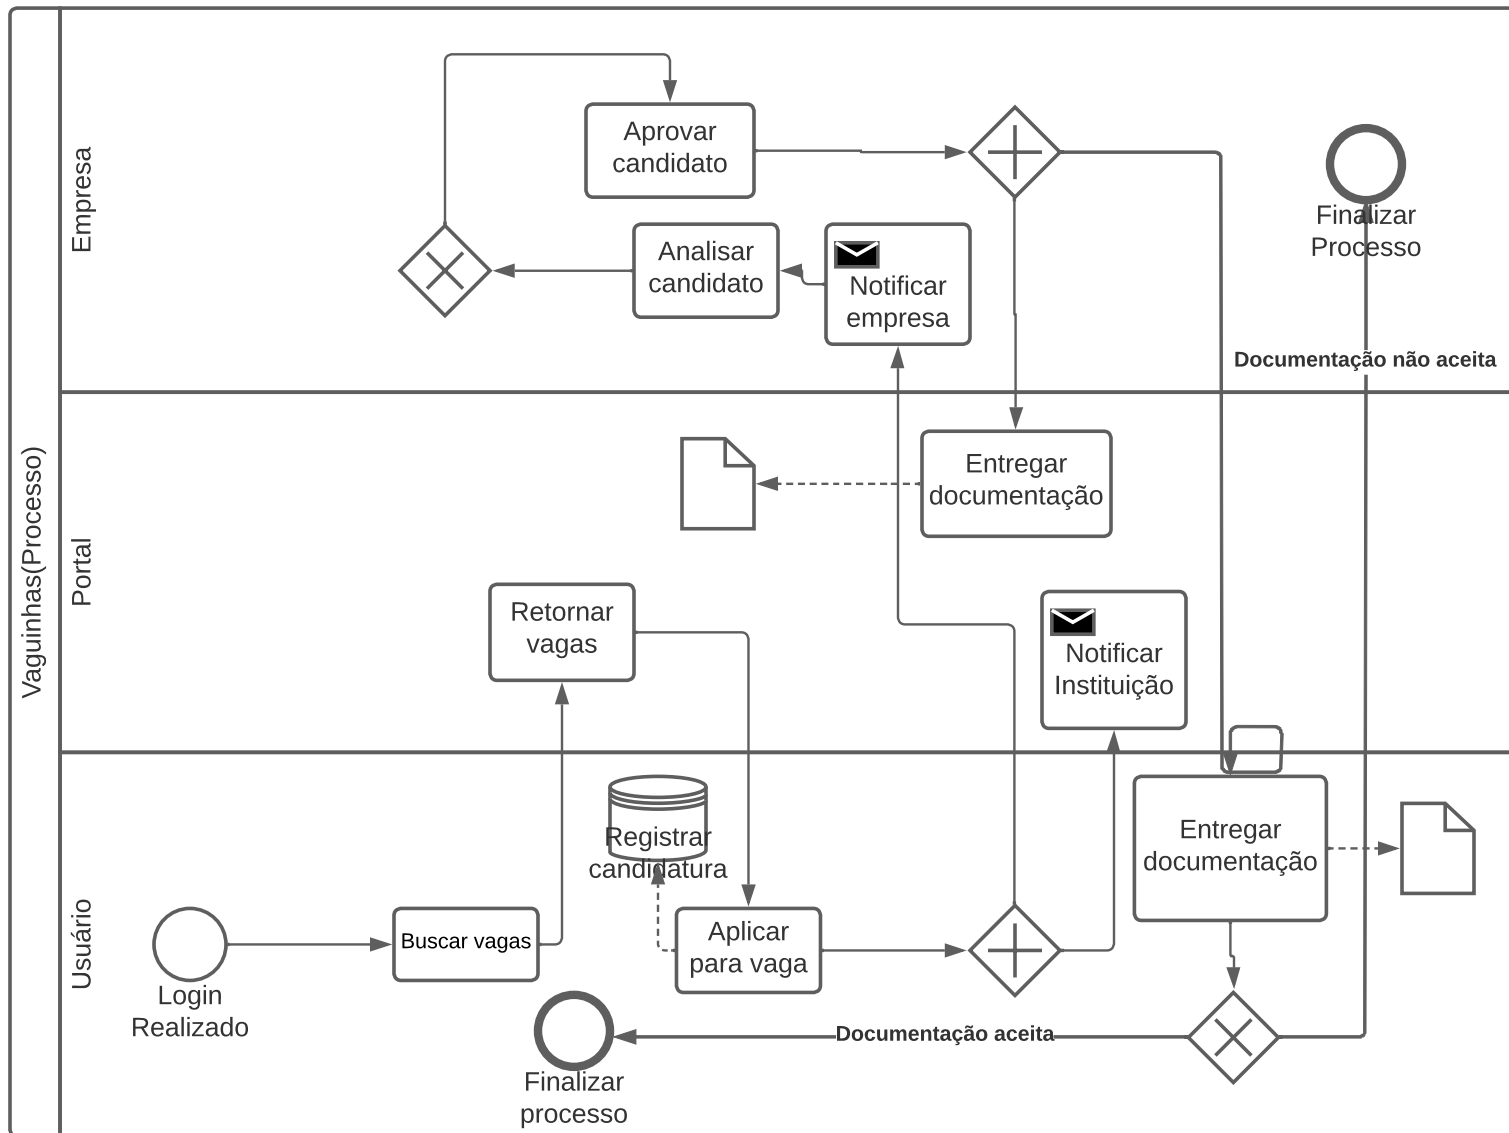 Vaguinhas(Processo)
Empresa
Aprovar
candidato
Analisar
candidato
Notificar
empresa
Finalizar
Processo
Documentação não aceita
Portal
Entregar
documentação
Retornar
vagas
Notificar
Instituição
Usuário
Registrar
candidatura
Entregar
documentação
Login
Realizado
Buscar vagas
Aplicar
para vaga
Documentação aceita
Finalizar
processo